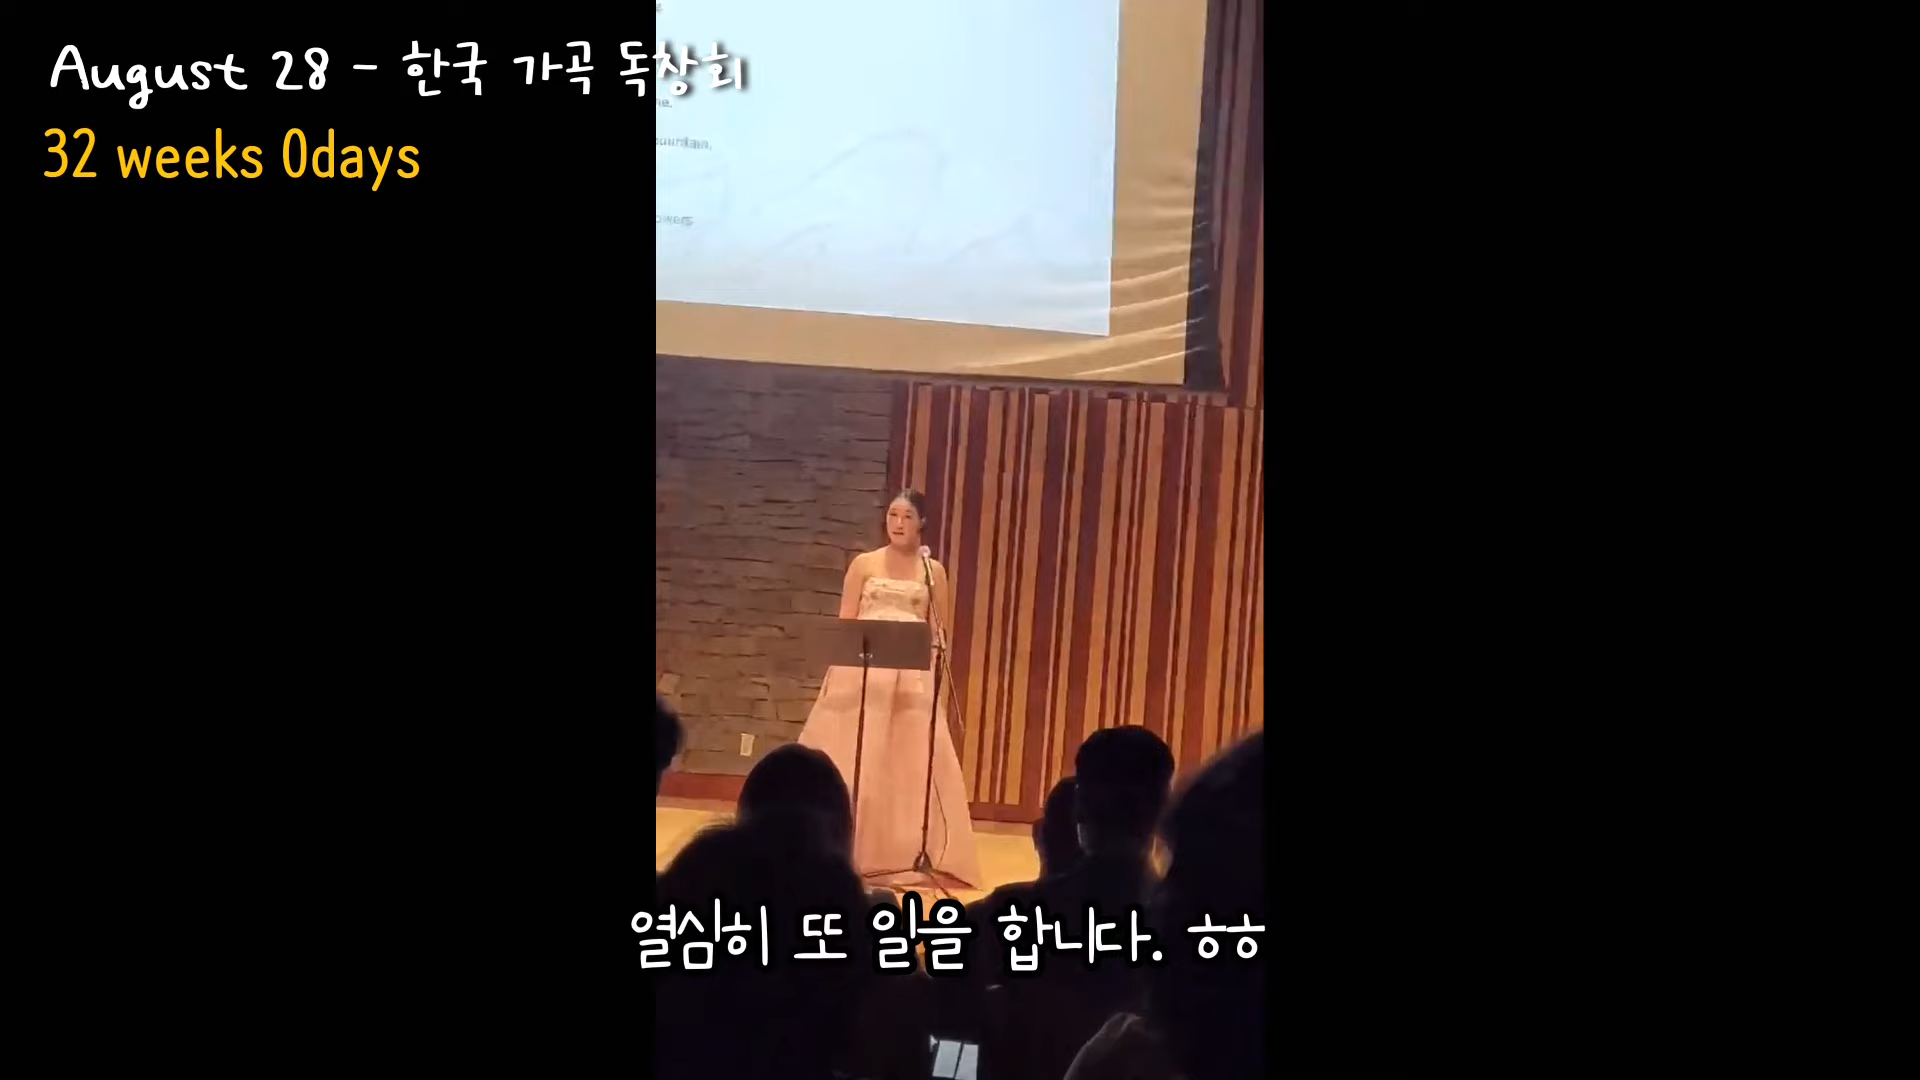 August 28 - 한국 가곡 독창회
32 weeks 0days
열심히 또 일을 합니다. ㅎㅎ